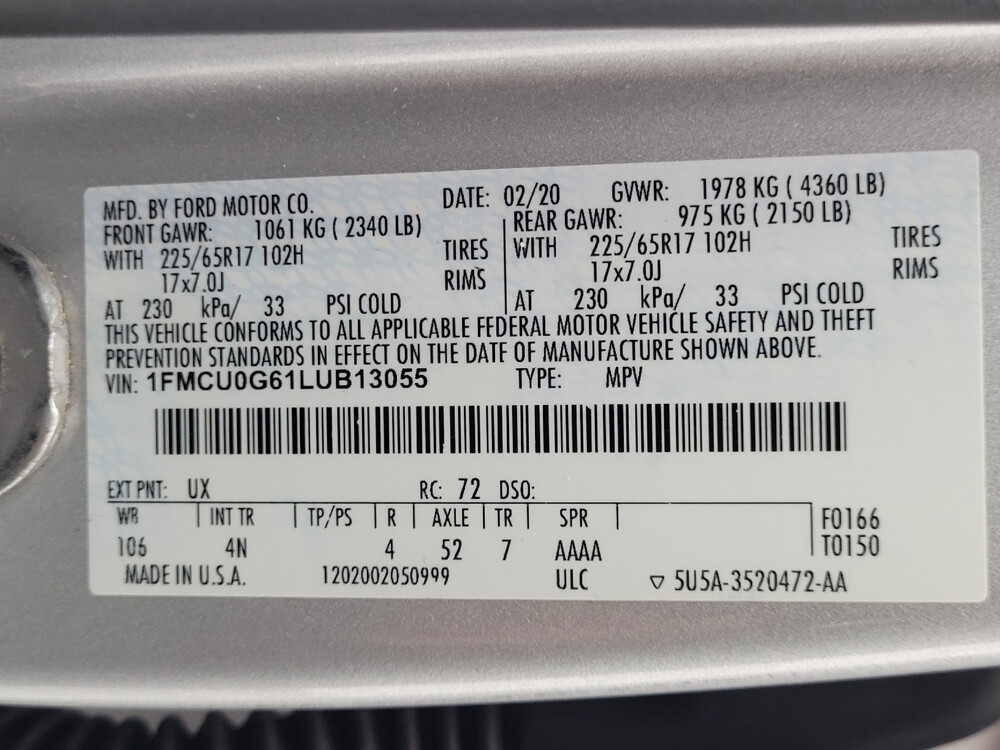 MFD. BY FORD MOTOR CO. DATE: 02/20 GVWR: 1978 KG ( 4360 LB)
FRONT GAWR: 1061 KG ( 2340 LB) REAR GAWR: 975 KG ( 2150 LB)
WITH 225/65R17 102H TIRES WITH 225/65R17 102H TIRES
17x7.0J RIMS 17x7.0J RIMS
AT 230 kPa/ 33 PSI COLD AT 230 kPa/ 33 PSI COLD
THIS VEHICLE CONFORMS TO ALL APPLICABLE FEDERAL MOTOR VEHICLE SAFETY AND THEFT
PREVENTION STANDARDS IN EFFECT ON THE DATE OF MANUFACTURE SHOWN ABOVE.
VIN: 1FMCU0G61LUB13055 TYPE: MPV
EXT PNT: UX RC: 72 DSO:
WB INT TR TP/PS R AXLE TR SPR F0166
106 4N 4 52 7 AAAA T0150
MADE IN U.S.A. 1202002050999 ULC ▽ 5U5A-3520472-AA